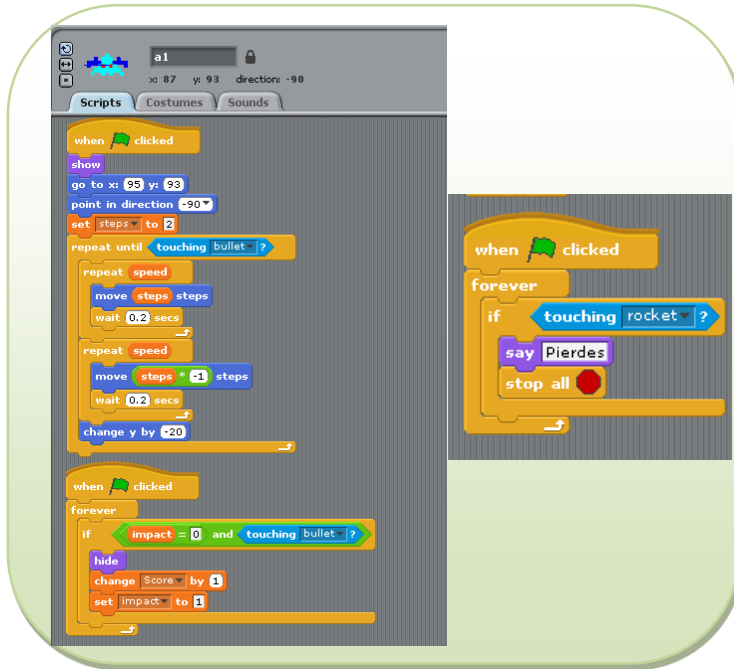 a1
x: 87 y: 93 direction: -90
Scripts Costumes Sounds
when clicked
show
go to x: 95 y: 93
point in direction -90
set steps to 2
repeat until touching bullet ?
repeat speed
move steps steps
wait 0.2 secs
repeat speed
move steps * -1 steps
wait 0.2 secs
change y by -20
when clicked
forever
if impact = 0 and touching bullet ?
hide
change Score by 1
set impact to 1
when clicked
forever
if touching rocket ?
say Pierdes
stop all